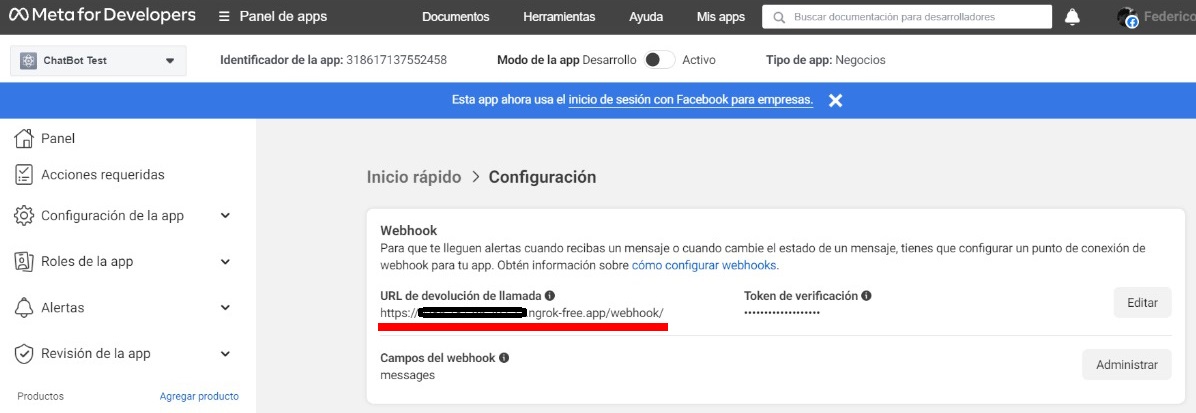 Meta for Developers
Panel de apps
Documentos
Herramientas
Ayuda
Mis apps
Buscar documentación para desarrolladores
Federico
ChatBot Test
Identificador de la app: 318617137552458
Modo de la app Desarrollo
Activo
Tipo de app: Negocios
Esta app ahora usa el inicio de sesión con Facebook para empresas.
Panel
Acciones requeridas
Configuración de la app
Roles de la app
Alertas
Revisión de la app
Productos
Agregar producto
Inicio rápido > Configuración
Webhook
Para que te lleguen alertas cuando recibas un mensaje o cuando cambie el estado de un mensaje, tienes que configurar un punto de conexión de
webhook para tu app. Obtén información sobre cómo configurar webhooks.
URL de devolución de llamada
https://
ngrok-free.app/webhook/
Token de verificación
••••••••••••••••••
Editar
Campos del webhook
messages
Administrar